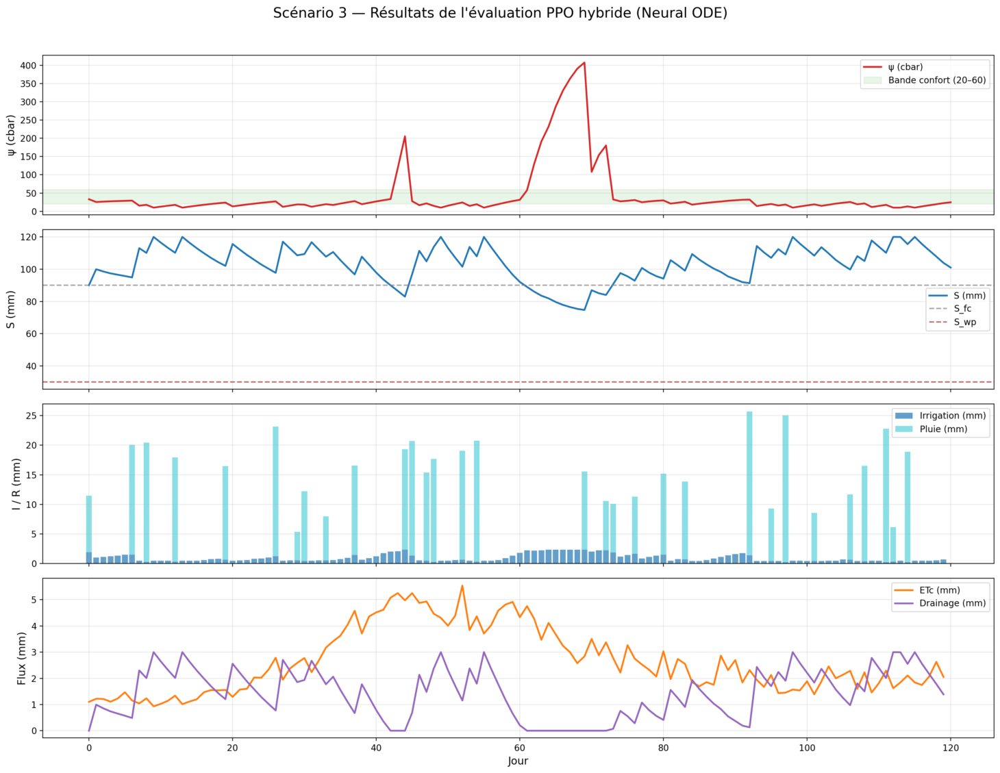 Scénario 3 — Résultats de l'évaluation PPO hybride (Neural ODE)
ψ (cbar)
400
350
300
250
200
150
100
50
0
ψ (cbar)
Bande confort (20–60)
S (mm)
120
100
80
60
40
S (mm)
S_fc
S_wp
I / R (mm)
25
20
15
10
5
0
Irrigation (mm)
Pluie (mm)
Flux (mm)
5
4
3
2
1
0
ETc (mm)
Drainage (mm)
0 20 40 60 80 100 120
Jour